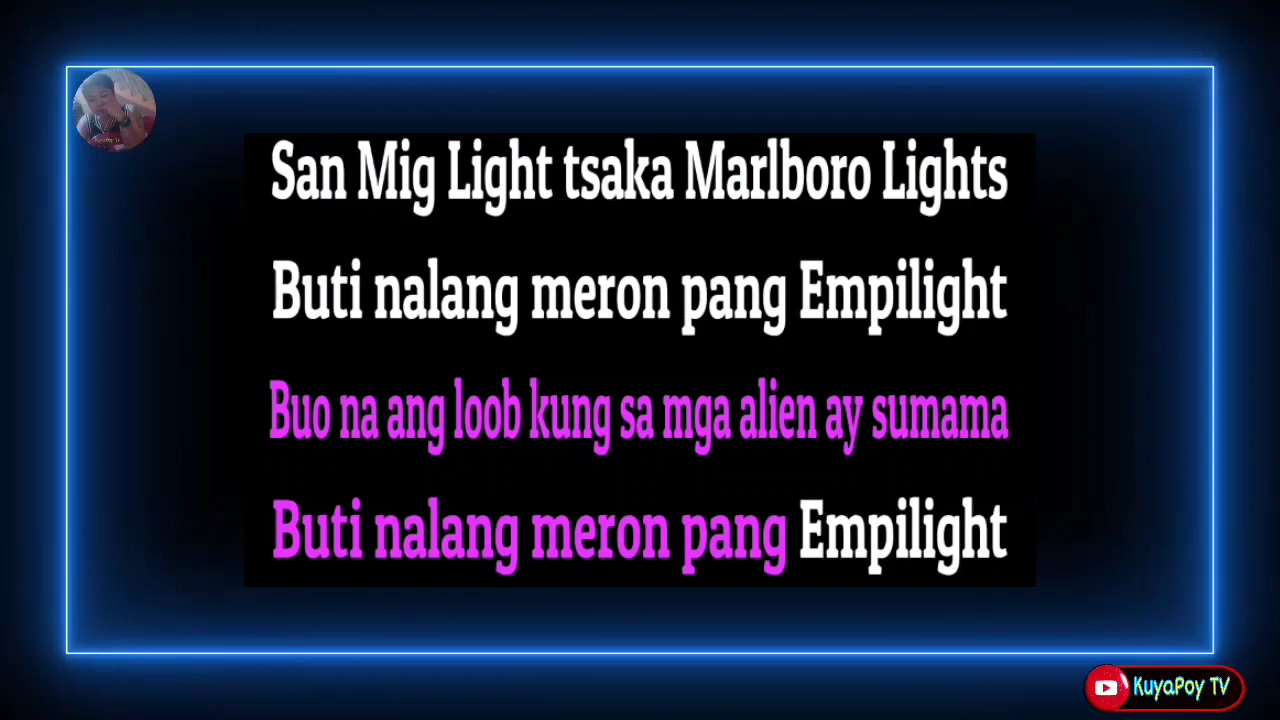 San Mig Light tsaka Marlboro Lights
Buti nalang meron pang Empilight
Buo na ang loob kung sa mga alien ay sumama
Buti nalang meron pang Empilight
KuyaPoy TV